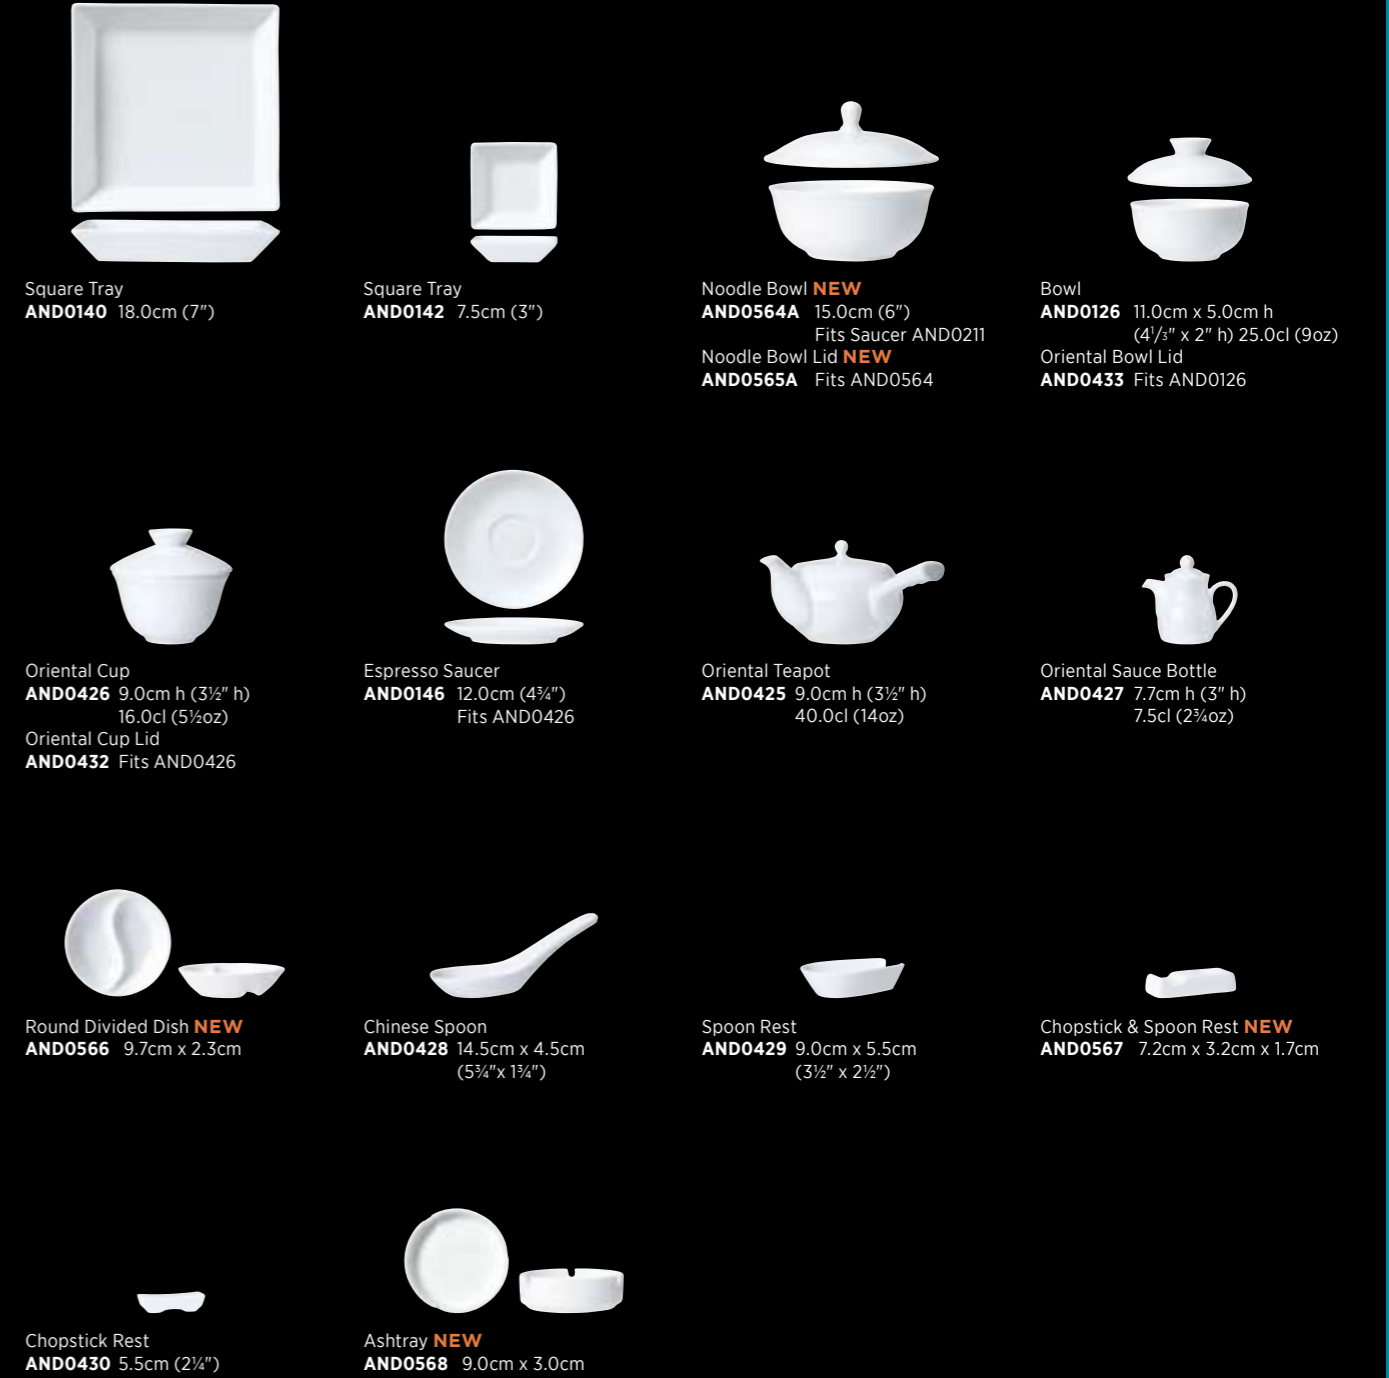 Square Tray
AND0140 18.0cm (7")
Square Tray
AND0142 7.5cm (3")
Noodle Bowl NEW
AND0564A 15.0cm (6")
Fits Saucer AND0211
Noodle Bowl Lid NEW
AND0565A Fits AND0564
Bowl
AND0126 11.0cm x 5.0cm h
(4¹/₃" x 2" h) 25.0cl (9oz)
Oriental Bowl Lid
AND0433 Fits AND0126
Oriental Cup
AND0426 9.0cm h (3½" h)
16.0cl (5½oz)
Oriental Cup Lid
AND0432 Fits AND0426
Espresso Saucer
AND0146 12.0cm (4¾")
Fits AND0426
Oriental Teapot
AND0425 9.0cm h (3½" h)
40.0cl (14oz)
Oriental Sauce Bottle
AND0427 7.7cm h (3" h)
7.5cl (2¾oz)
Round Divided Dish NEW
AND0566 9.7cm x 2.3cm
Chinese Spoon
AND0428 14.5cm x 4.5cm
(5¾"x 1¾")
Spoon Rest
AND0429 9.0cm x 5.5cm
(3½" x 2½")
Chopstick & Spoon Rest NEW
AND0567 7.2cm x 3.2cm x 1.7cm
Chopstick Rest
AND0430 5.5cm (2¼")
Ashtray NEW
AND0568 9.0cm x 3.0cm